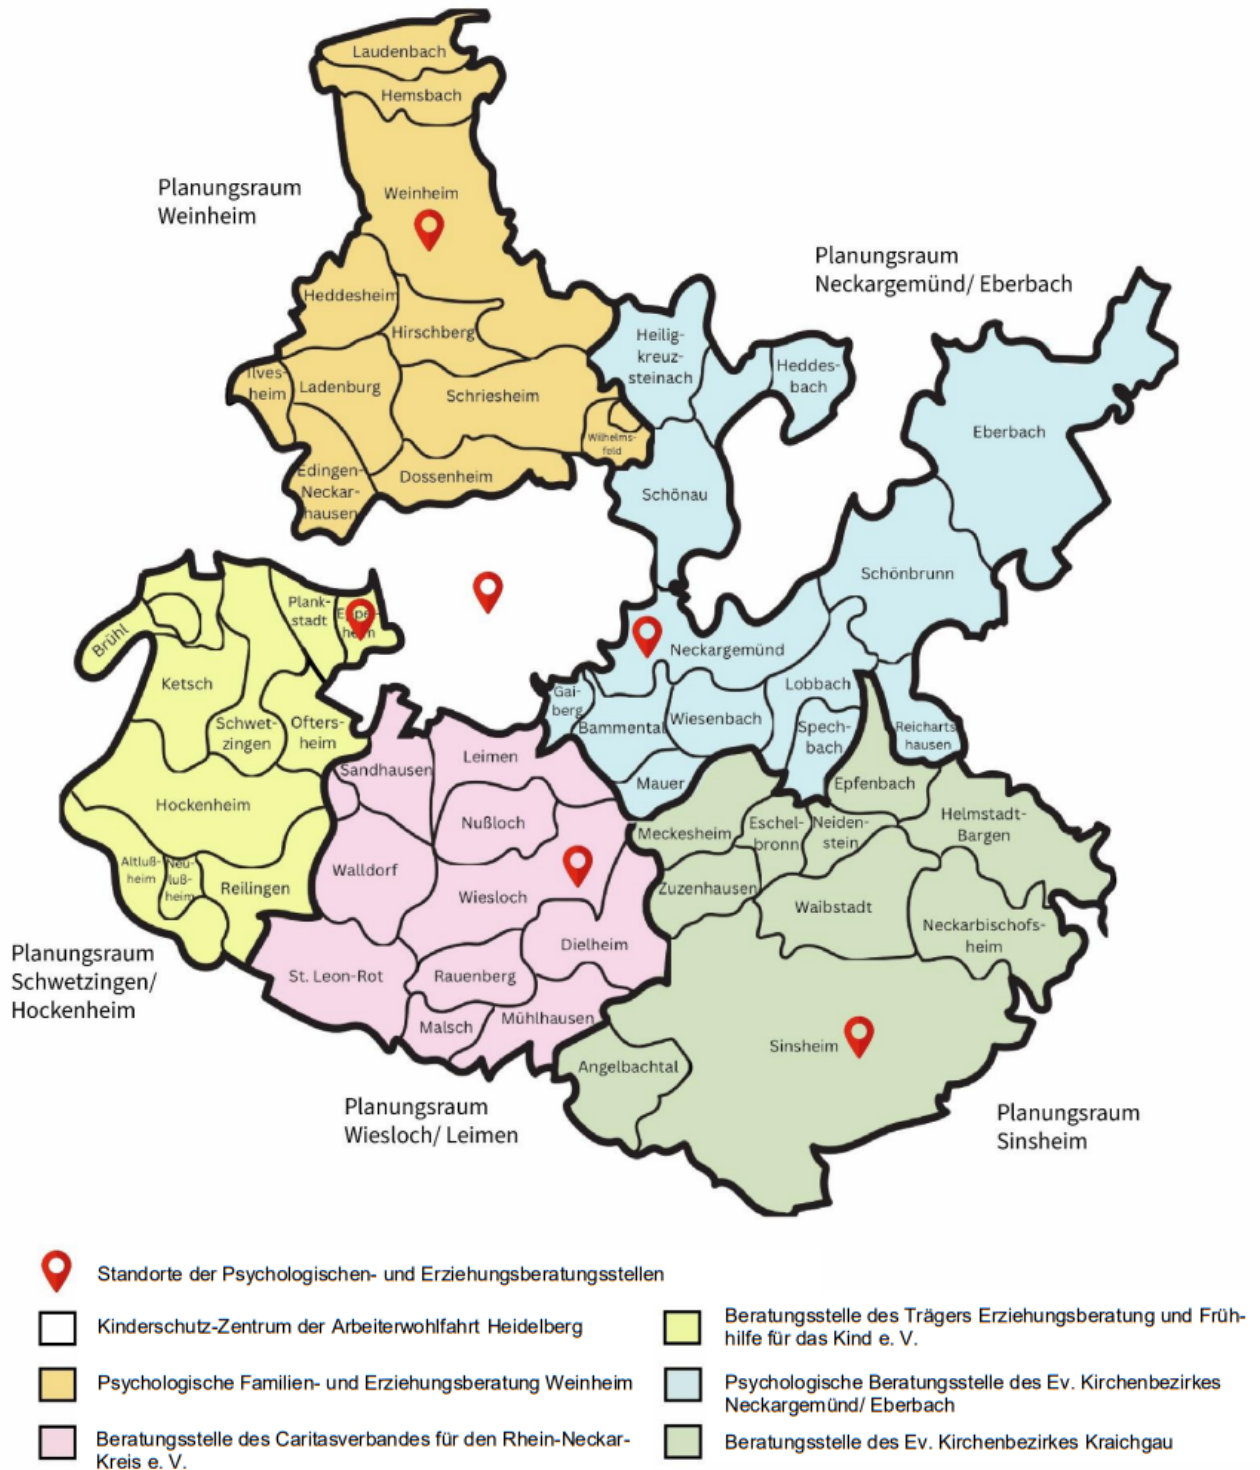 Laudenbach
Hemsbach
Planungsraum
Weinheim
Weinheim
Planungsraum
Neckargemünd/ Eberbach
Heddesheim
Hirschberg
Heilig-
kreuz-
steinach
Heddes-
bach
Ilves-
heim
Ladenburg
Schriesheim
Eberbach
Wilhelms-
feld
Edingen-
Neckar-
hausen
Dossenheim
Schönau
Schönbrunn
Plank-
stadt
Eppel-
heim
Brühl
Neckargemünd
Ketsch
Lobbach
Gai-
berg
Bammental
Wiesenbach
Schwet-
zingen
Ofters-
heim
Spech-
bach
Reicharts
hausen
Sandhausen
Leimen
Mauer
Epfenbach
Hockenheim
Nußloch
Meckesheim
Eschel-
bronn
Neiden-
stein
Helmstadt-
Bargen
Altluß-
heim
Neu-
luß-
heim
Reilingen
Walldorf
Wiesloch
Zuzenhausen
Waibstadt
Neckarbischofs-
heim
Planungsraum
Schwetzingen/
Hockenheim
Dielheim
St. Leon-Rot
Rauenberg
Malsch
Mühlhausen
Sinsheim
Angelbachtal
Planungsraum
Wiesloch/ Leimen
Planungsraum
Sinsheim
Standorte der Psychologischen- und Erziehungsberatungsstellen
Kinderschutz-Zentrum der Arbeiterwohlfahrt Heidelberg
Psychologische Familien- und Erziehungsberatung Weinheim
Beratungsstelle des Caritasverbandes für den Rhein-Neckar-
Kreis e. V.
Beratungsstelle des Trägers Erziehungsberatung und Früh-
hilfe für das Kind e. V.
Psychologische Beratungsstelle des Ev. Kirchenbezirkes
Neckargemünd/ Eberbach
Beratungsstelle des Ev. Kirchenbezirkes Kraichgau